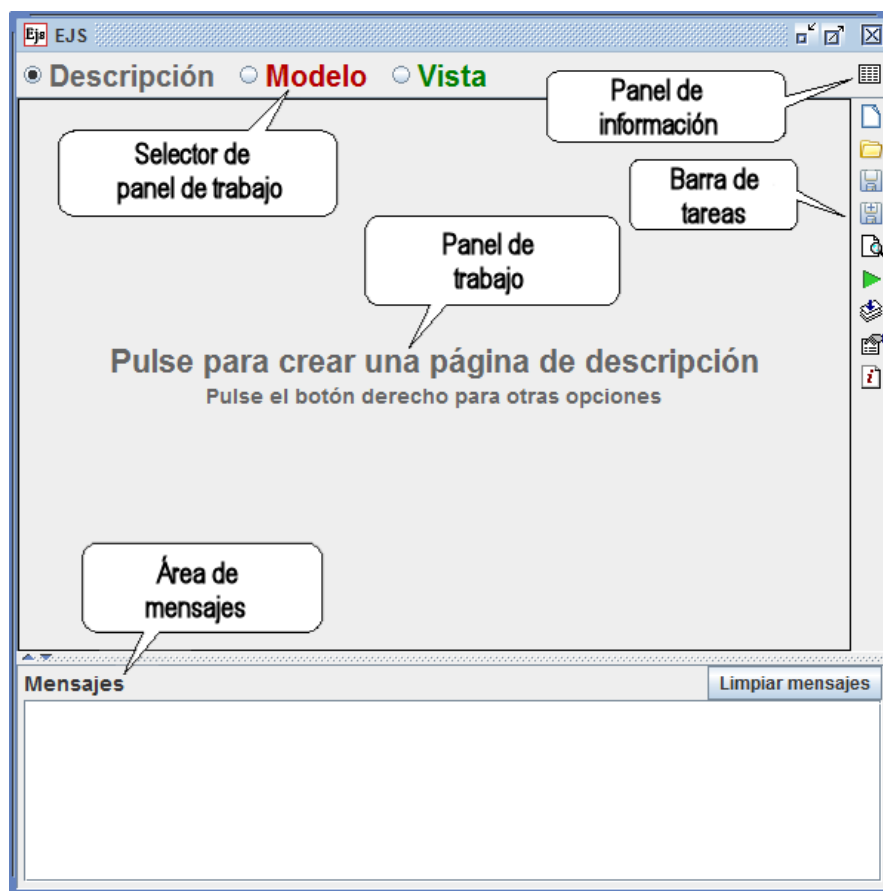 Ejs EJS
Descripción Modelo Vista
Panel de
información
Selector de
panel de trabajo
Barra de
tareas
Panel de
trabajo
Pulse para crear una página de descripción
Pulse el botón derecho para otras opciones
Área de
mensajes
Mensajes Limpiar mensajes